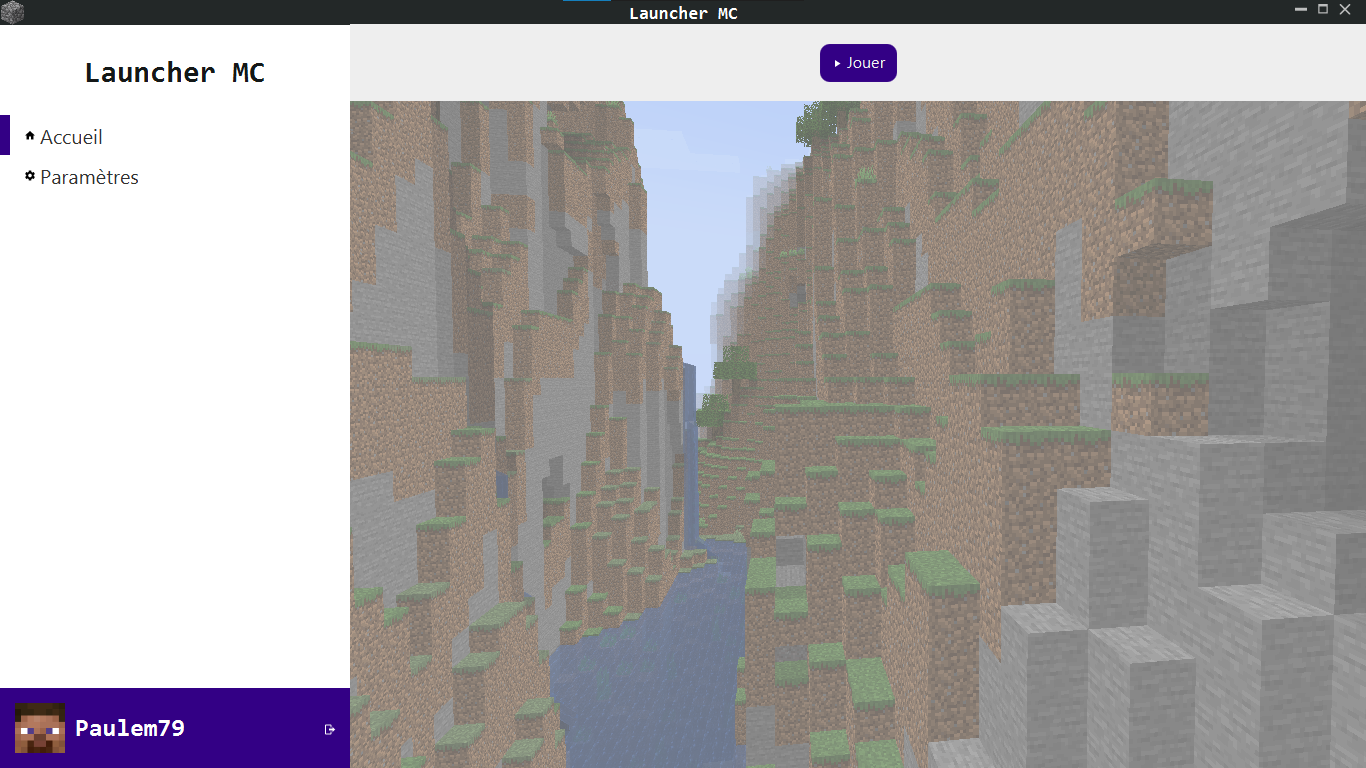 Launcher MC
Launcher MC
Jouer
Accueil
Paramètres
Paulem79